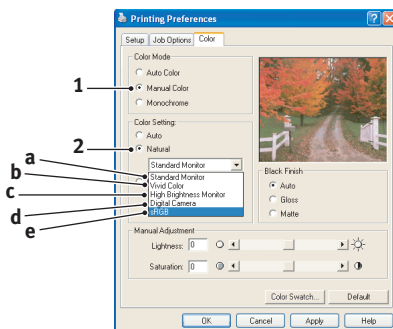 Printing Preferences
Setup Job Options Color
Color Mode
Auto Color
1 Manual Color
Monochrome
Color Setting:
Auto
2 Natural
Standard Monitor
a Standard Monitor
b Vivid Color
c High Brightness Monitor
d Digital Camera
e sRGB
Black Finish
Auto
Gloss
Matte
Manual Adjustment
Lightness: 0
Saturation: 0
Color Swatch... Default
OK Cancel Apply Help